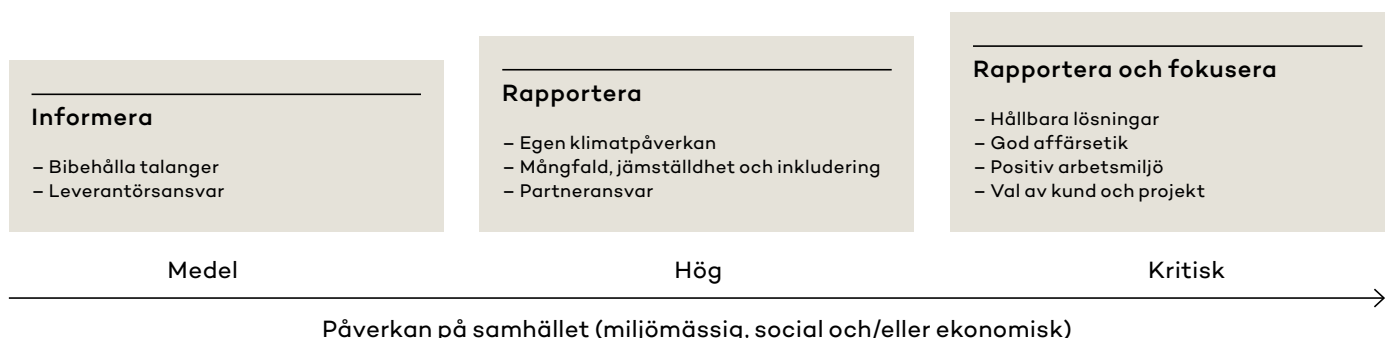 Informera
– Bibehålla talanger
– Leverantörsansvar
Rapportera
– Egen klimatpåverkan
– Mångfald, jämställdhet och inkludering
– Partneransvar
Rapportera och fokusera
– Hållbara lösningar
– God affärsetik
– Positiv arbetsmiljö
– Val av kund och projekt
Medel
Hög
Kritisk
Påverkan på samhället (miljömässig, social och/eller ekonomisk)